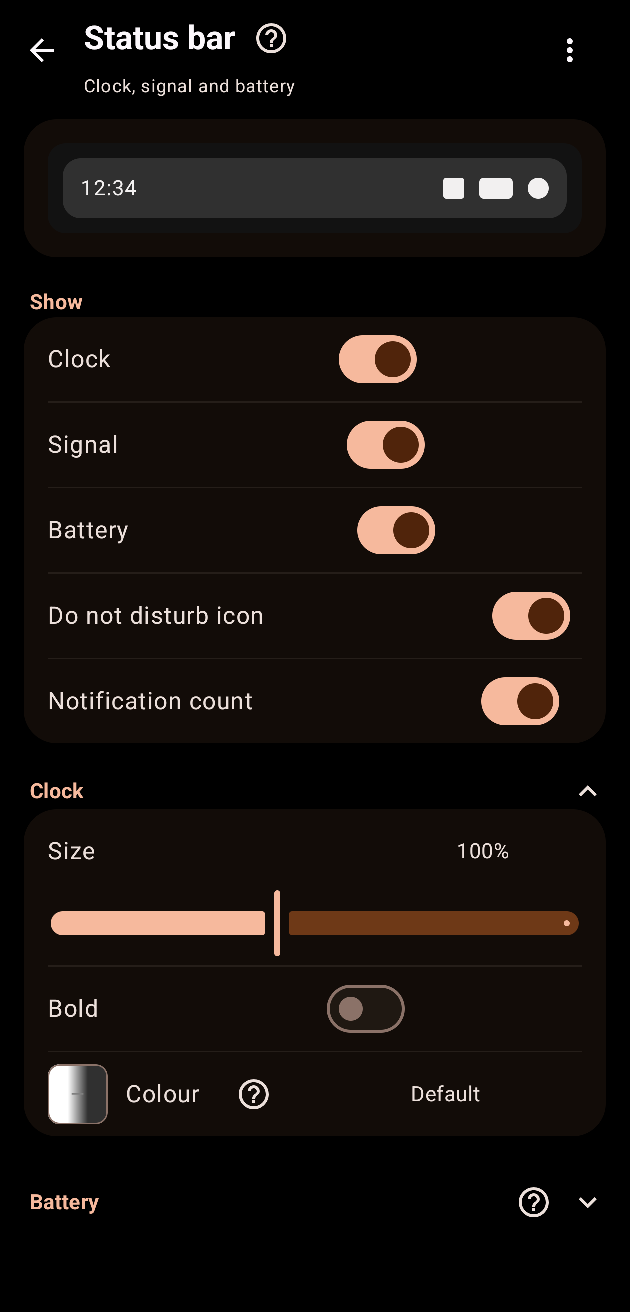 Status bar
Clock, signal and battery
12:34
Show
Clock
Signal
Battery
Do not disturb icon
Notification count
Clock
Size 100%
Bold
Colour Default
Battery